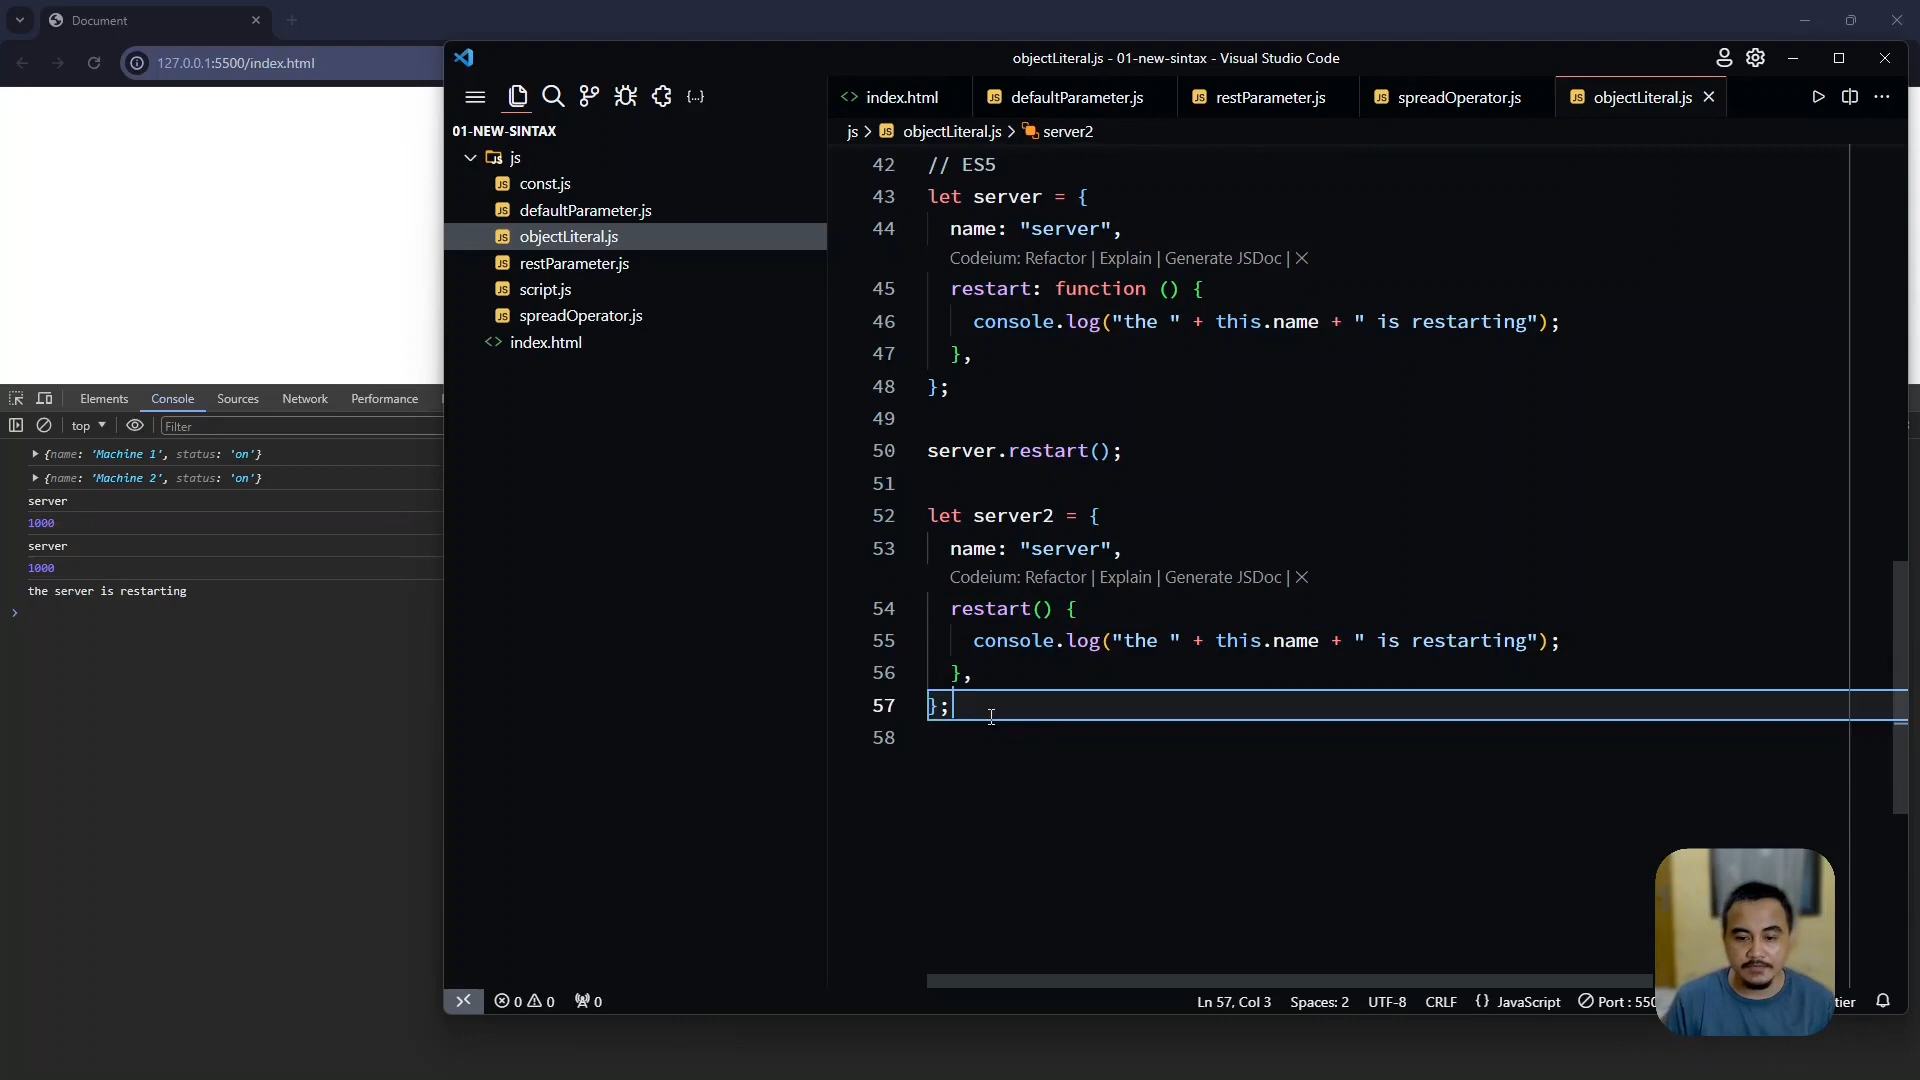 Document
127.0.0.1:5500/index.html
objectLiteral.js - 01-new-sintax - Visual Studio Code
index.html
defaultParameter.js
restParameter.js
spreadOperator.js
objectLiteral.js
js > objectLiteral.js > server2
01-NEW-SINTAX
js
const.js
defaultParameter.js
objectLiteral.js
restParameter.js
script.js
spreadOperator.js
index.html
42 // ES5
43 let server = {
44 name: "server",
Codeium: Refactor | Explain | Generate JSDoc | X
45 restart: function () {
46 console.log("the " + this.name + " is restarting");
47 },
48 };
49
50 server.restart();
51
52 let server2 = {
53 name: "server",
Codeium: Refactor | Explain | Generate JSDoc | X
54 restart() {
55 console.log("the " + this.name + " is restarting");
56 },
57 };
58
Elements Console Sources Network Performance
top Filter
{name: 'Machine 1', status: 'on'}
{name: 'Machine 2', status: 'on'}
server
1000
server
1000
the server is restarting
0 0 0
Ln 57, Col 3 Spaces: 2 UTF-8 CRLF {} JavaScript Port : 550 tier